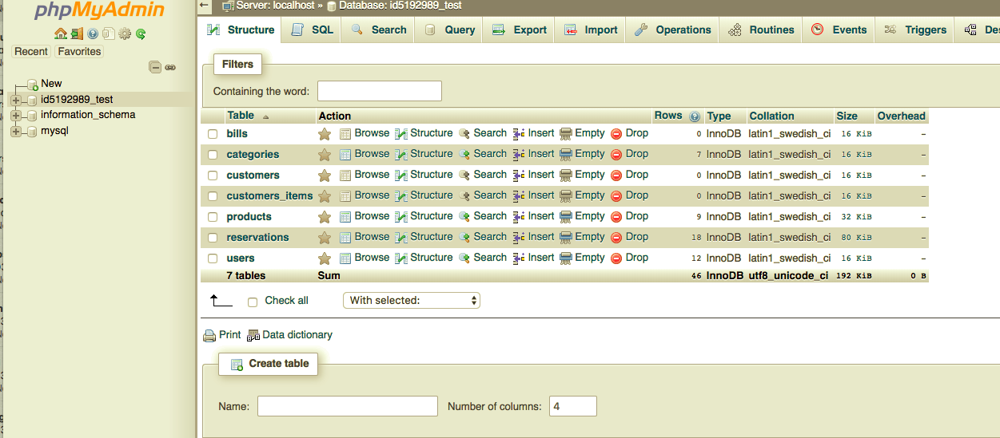 phpMyAdmin
Recent Favorites
New
id5192989_test
information_schema
mysql
Server: localhost » Database: id5192989_test
Structure SQL Search Query Export Import Operations Routines Events Triggers
Filters
Containing the word:
Table Action Rows Type Collation Size Overhead
bills Browse Structure Search Insert Empty Drop 0 InnoDB latin1_swedish_ci 16 KiB –
categories Browse Structure Search Insert Empty Drop 7 InnoDB latin1_swedish_ci 16 KiB –
customers Browse Structure Search Insert Empty Drop 0 InnoDB latin1_swedish_ci 16 KiB –
customers_items Browse Structure Search Insert Empty Drop 0 InnoDB latin1_swedish_ci 16 KiB –
products Browse Structure Search Insert Empty Drop 9 InnoDB latin1_swedish_ci 32 KiB –
reservations Browse Structure Search Insert Empty Drop 18 InnoDB latin1_swedish_ci 80 KiB –
users Browse Structure Search Insert Empty Drop 12 InnoDB latin1_swedish_ci 16 KiB –
7 tables Sum 46 InnoDB utf8_unicode_ci 192 KiB 0 B
Check all With selected:
Print Data dictionary
Create table
Name: Number of columns: 4